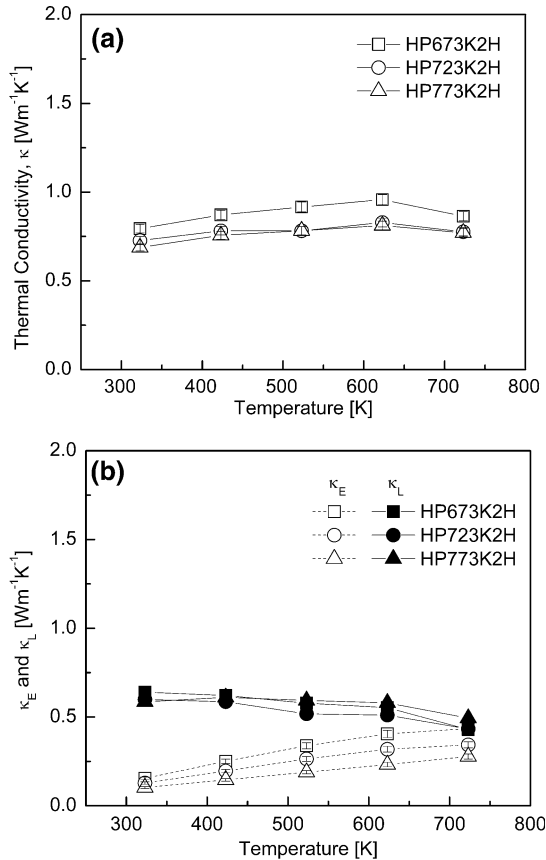 (a)
HP673K2H
HP723K2H
HP773K2H
2.0
1.5
1.0
0.5
0.0
Thermal Conductivity, κ [Wm⁻¹K⁻¹]
300 400 500 600 700 800
Temperature [K]
(b)
κE κL
HP673K2H
HP723K2H
HP773K2H
2.0
1.5
1.0
0.5
0.0
κE and κL [Wm⁻¹K⁻¹]
300 400 500 600 700 800
Temperature [K]